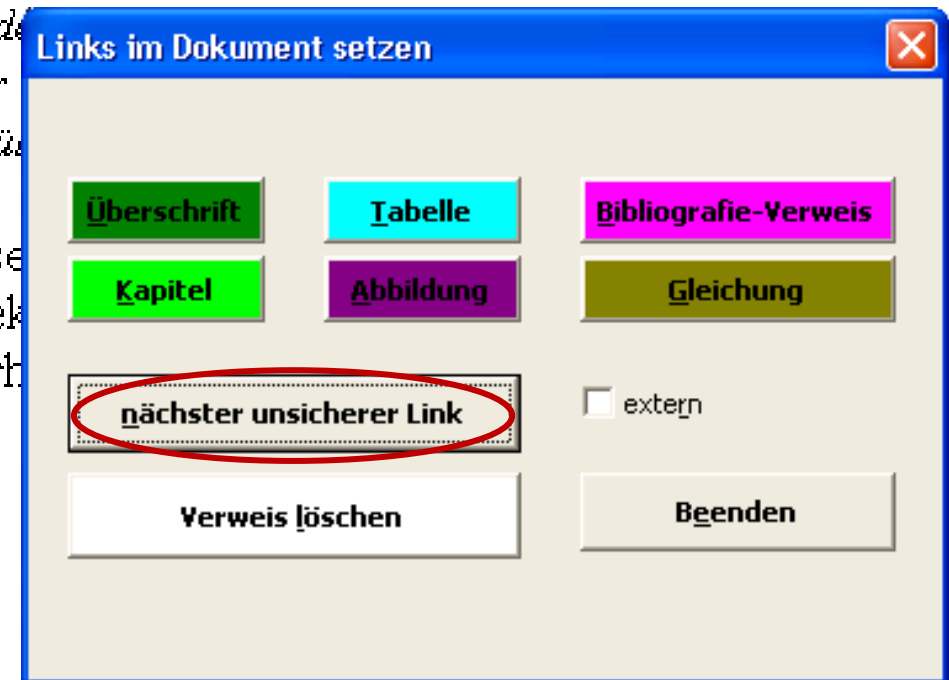 Links im Dokument setzen
Überschrift Tabelle Bibliografie-Verweis
Kapitel Abbildung Gleichung
nächster unsicherer Link extern
Verweis löschen Beenden